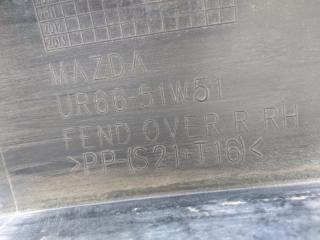 MAZDA
UR66-51W51
FEND OVER R RH
>PP-(S21+T16)<